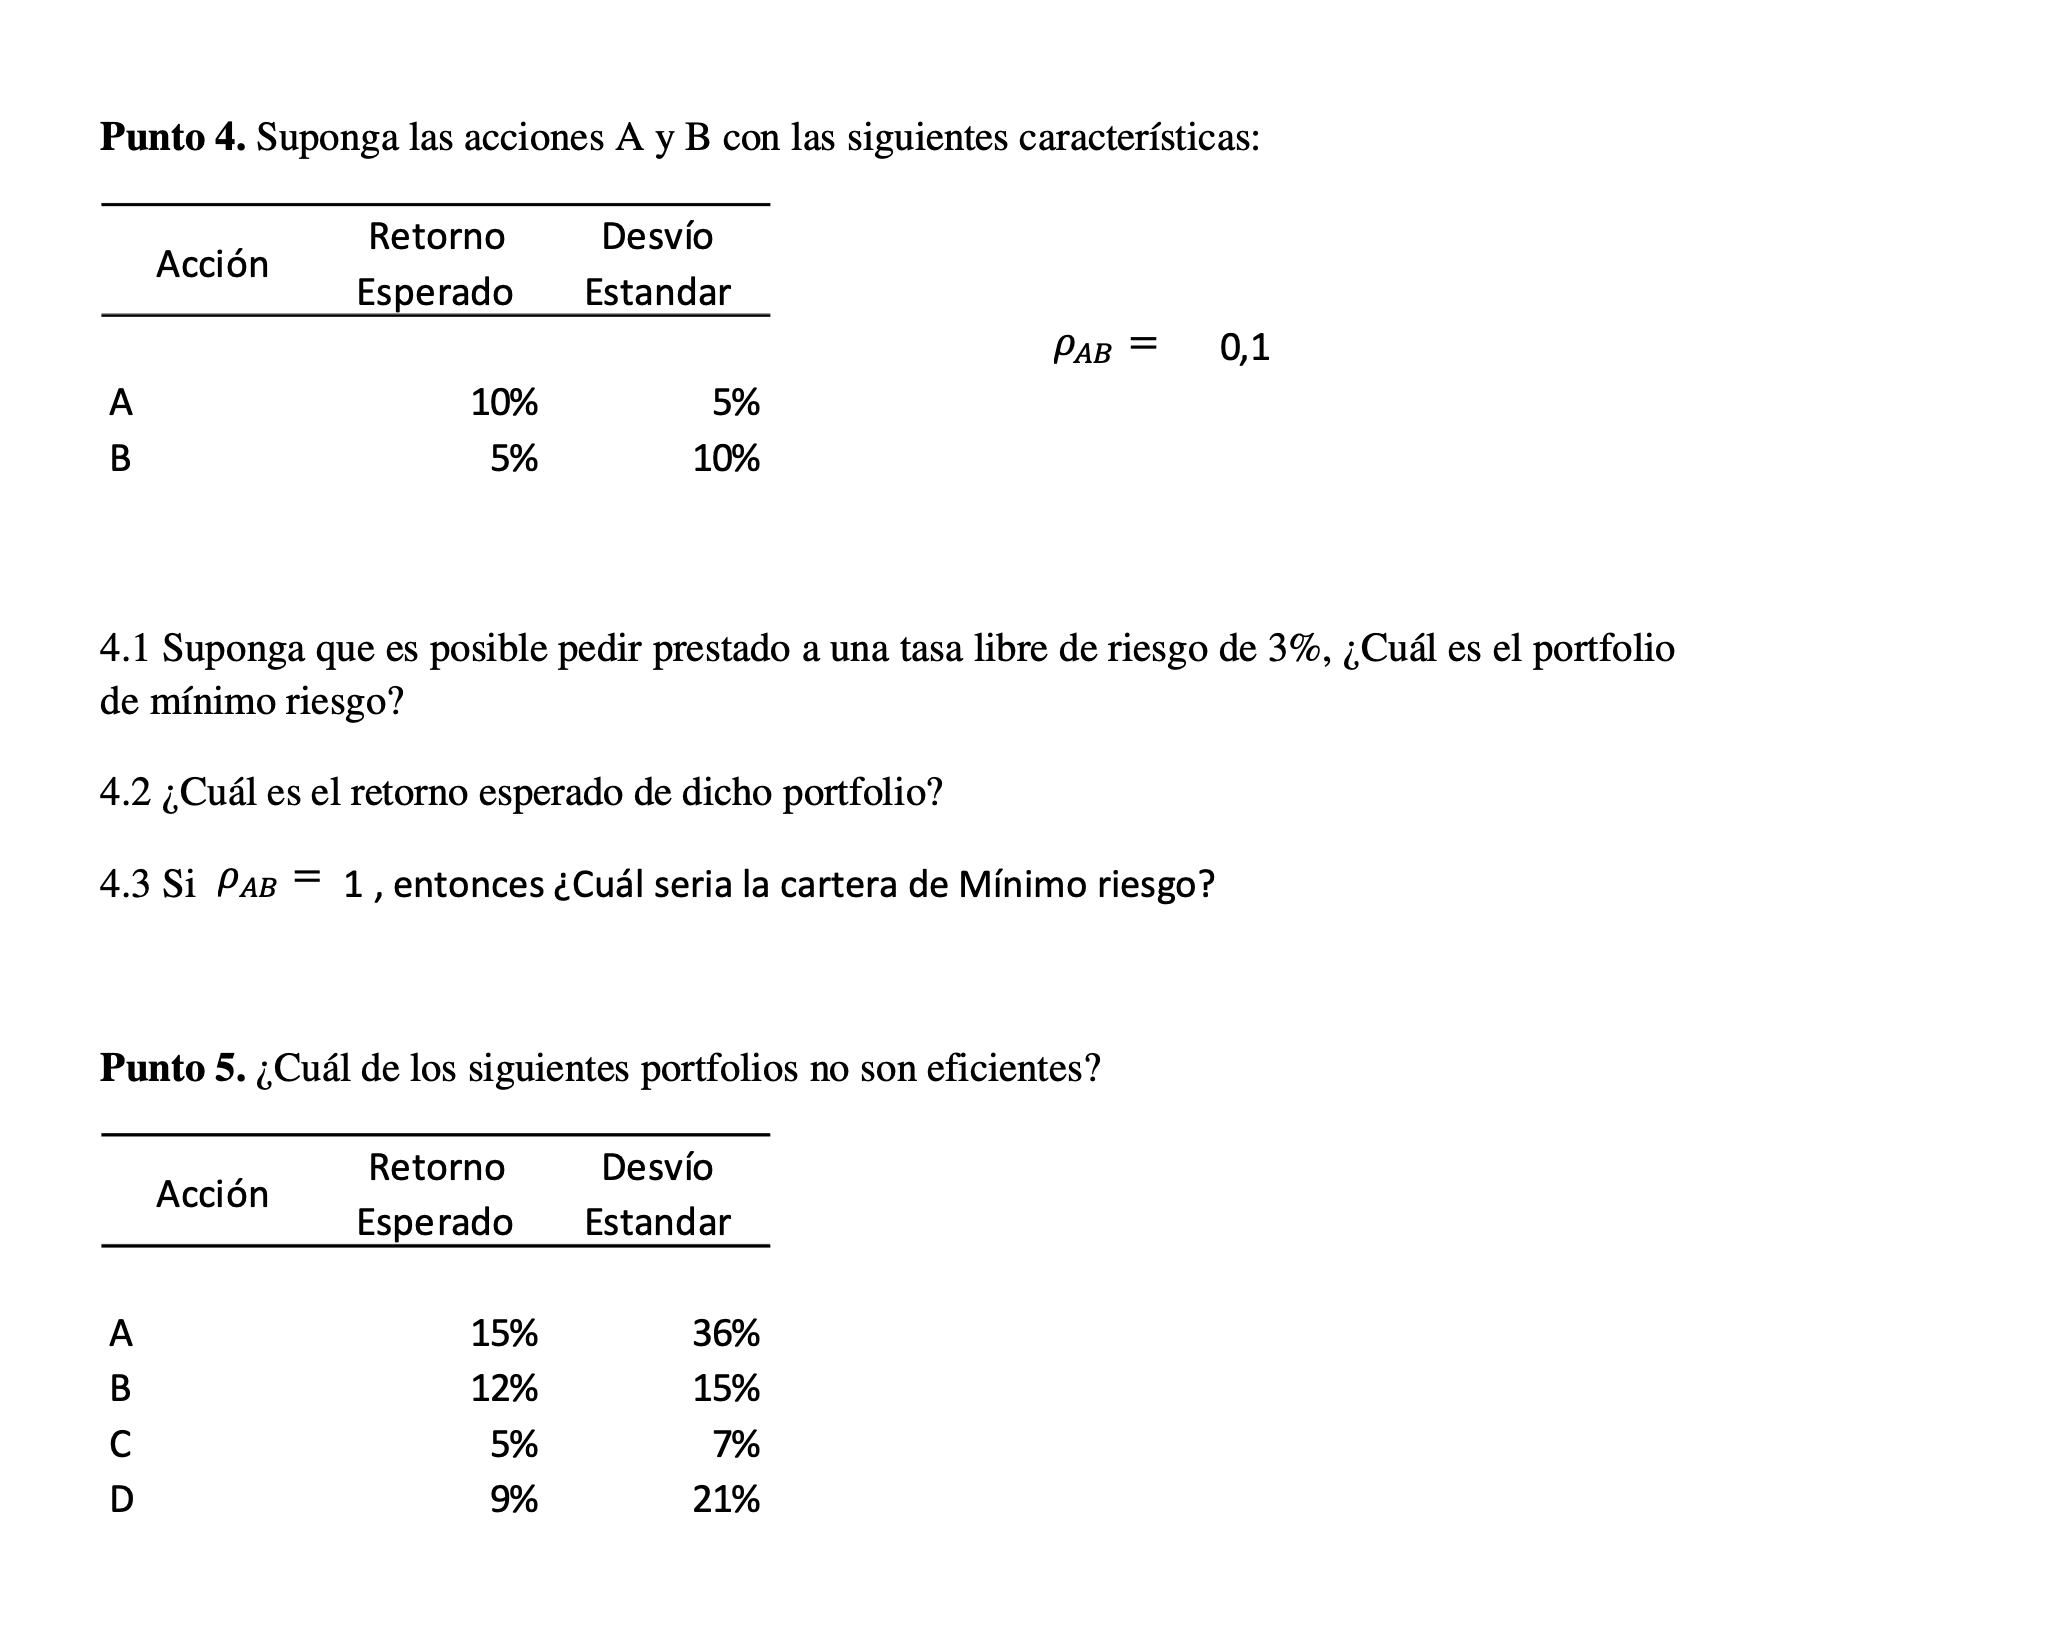 Punto 4. Suponga las acciones A y B con las siguientes características:
Acción Retorno Esperado Desvío Estandar
ρAB = 0,1
A 10% 5%
B 5% 10%
4.1 Suponga que es posible pedir prestado a una tasa libre de riesgo de 3%, ¿Cuál es el portfolio
de mínimo riesgo?
4.2 ¿Cuál es el retorno esperado de dicho portfolio?
4.3 Si ρAB = 1 , entonces ¿Cuál seria la cartera de Mínimo riesgo?
Punto 5. ¿Cuál de los siguientes portfolios no son eficientes?
Acción Retorno Esperado Desvío Estandar
A 15% 36%
B 12% 15%
C 5% 7%
D 9% 21%